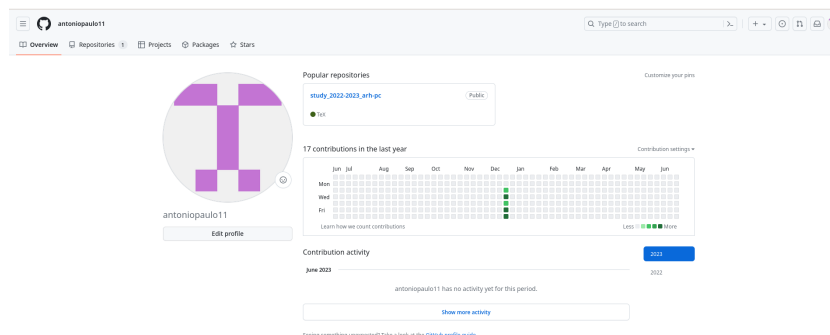 antoniopaulo11
Type / to search
Overview Repositories 1 Projects Packages Stars
Popular repositories Customize your pins
study_2022-2023_arh-pc Public
TeX
17 contributions in the last year Contribution settings
Jun Jul Aug Sep Oct Nov Dec Jan Feb Mar Apr May Jun
Mon
Wed
Fri
Learn how we count contributions Less More
antoniopaulo11
Edit profile
Contribution activity
2023
2022
June 2023
antoniopaulo11 has no activity yet for this period.
Show more activity